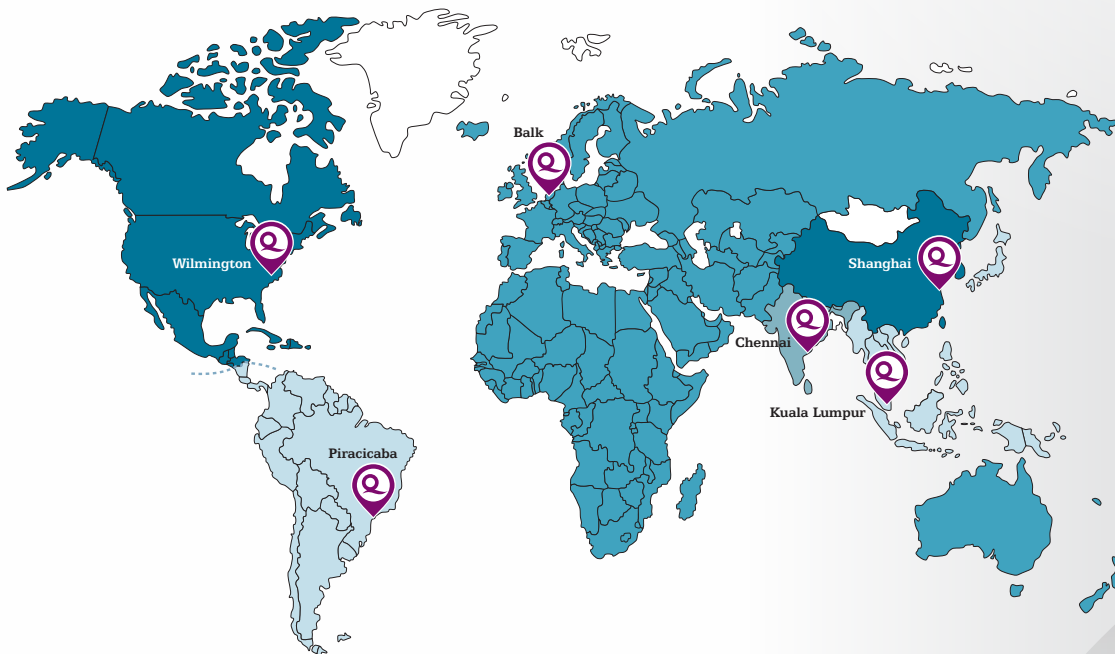 Balk
Wilmington
Shanghai
Chennai
Kuala Lumpur
Piracicaba